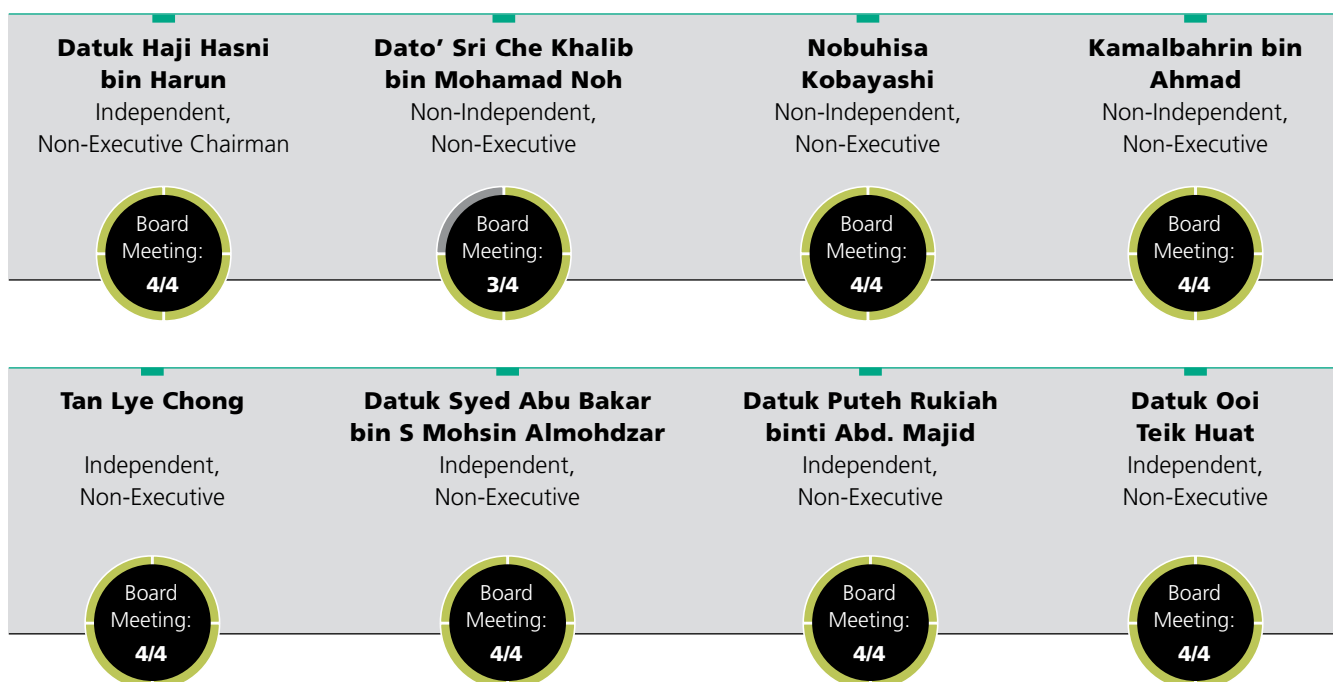 Datuk Haji Hasni
bin Harun
Independent,
Non-Executive Chairman
Board
Meeting:
4/4
Dato’ Sri Che Khalib
bin Mohamad Noh
Non-Independent,
Non-Executive
Board
Meeting:
3/4
Nobuhisa
Kobayashi
Non-Independent,
Non-Executive
Board
Meeting:
4/4
Kamalbahrin bin
Ahmad
Non-Independent,
Non-Executive
Board
Meeting:
4/4
Tan Lye Chong
Independent,
Non-Executive
Board
Meeting:
4/4
Datuk Syed Abu Bakar
bin S Mohsin Almohdzar
Independent,
Non-Executive
Board
Meeting:
4/4
Datuk Puteh Rukiah
binti Abd. Majid
Independent,
Non-Executive
Board
Meeting:
4/4
Datuk Ooi
Teik Huat
Independent,
Non-Executive
Board
Meeting:
4/4